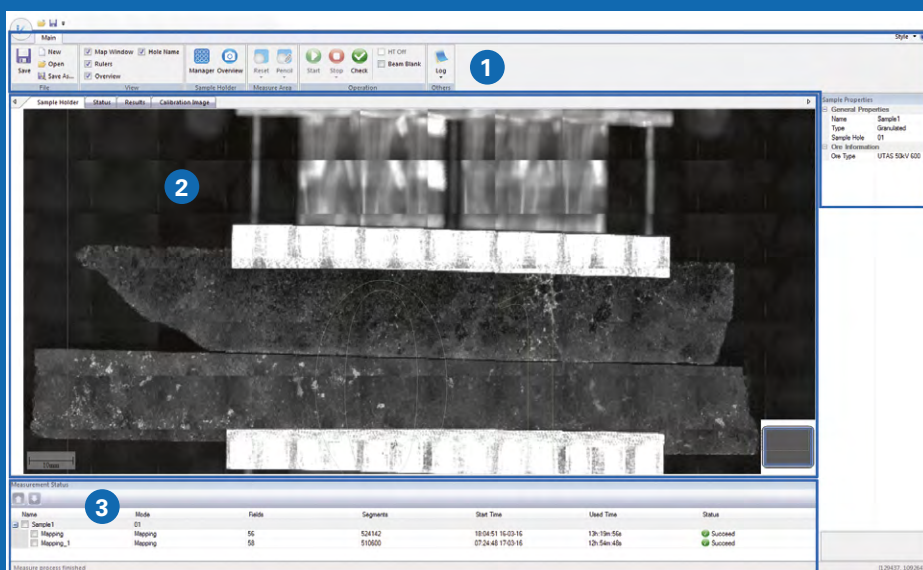 Main
Style
Save
New
Open
Save As...
File
Map Window
Hole Name
Rulers
Overview
View
Manager
Overview
Sample Holder
Reset
Pencil
Measure Area
Start
Stop
Check
HT Off
Beam Blank
Operation
Log
Others
1
Sample Holder
Status
Results
Calibration Image
Sample Properties
General Properties
Name Sample1
Type Granulated
Sample Hole 01
Ore Information
Ore Type UTAS 50kV 600
2
10mm
Measurement Status
3
Name Mode Fields Segments Start Time Used Time Status
Sample1 01
Mapping Mapping 56 524142 18:04:51 16-03-16 13h:19m:56s Succeed
Mapping_1 Mapping 58 510600 07:24:48 17-03-16 12h:54m:48s Succeed
Measure process finished